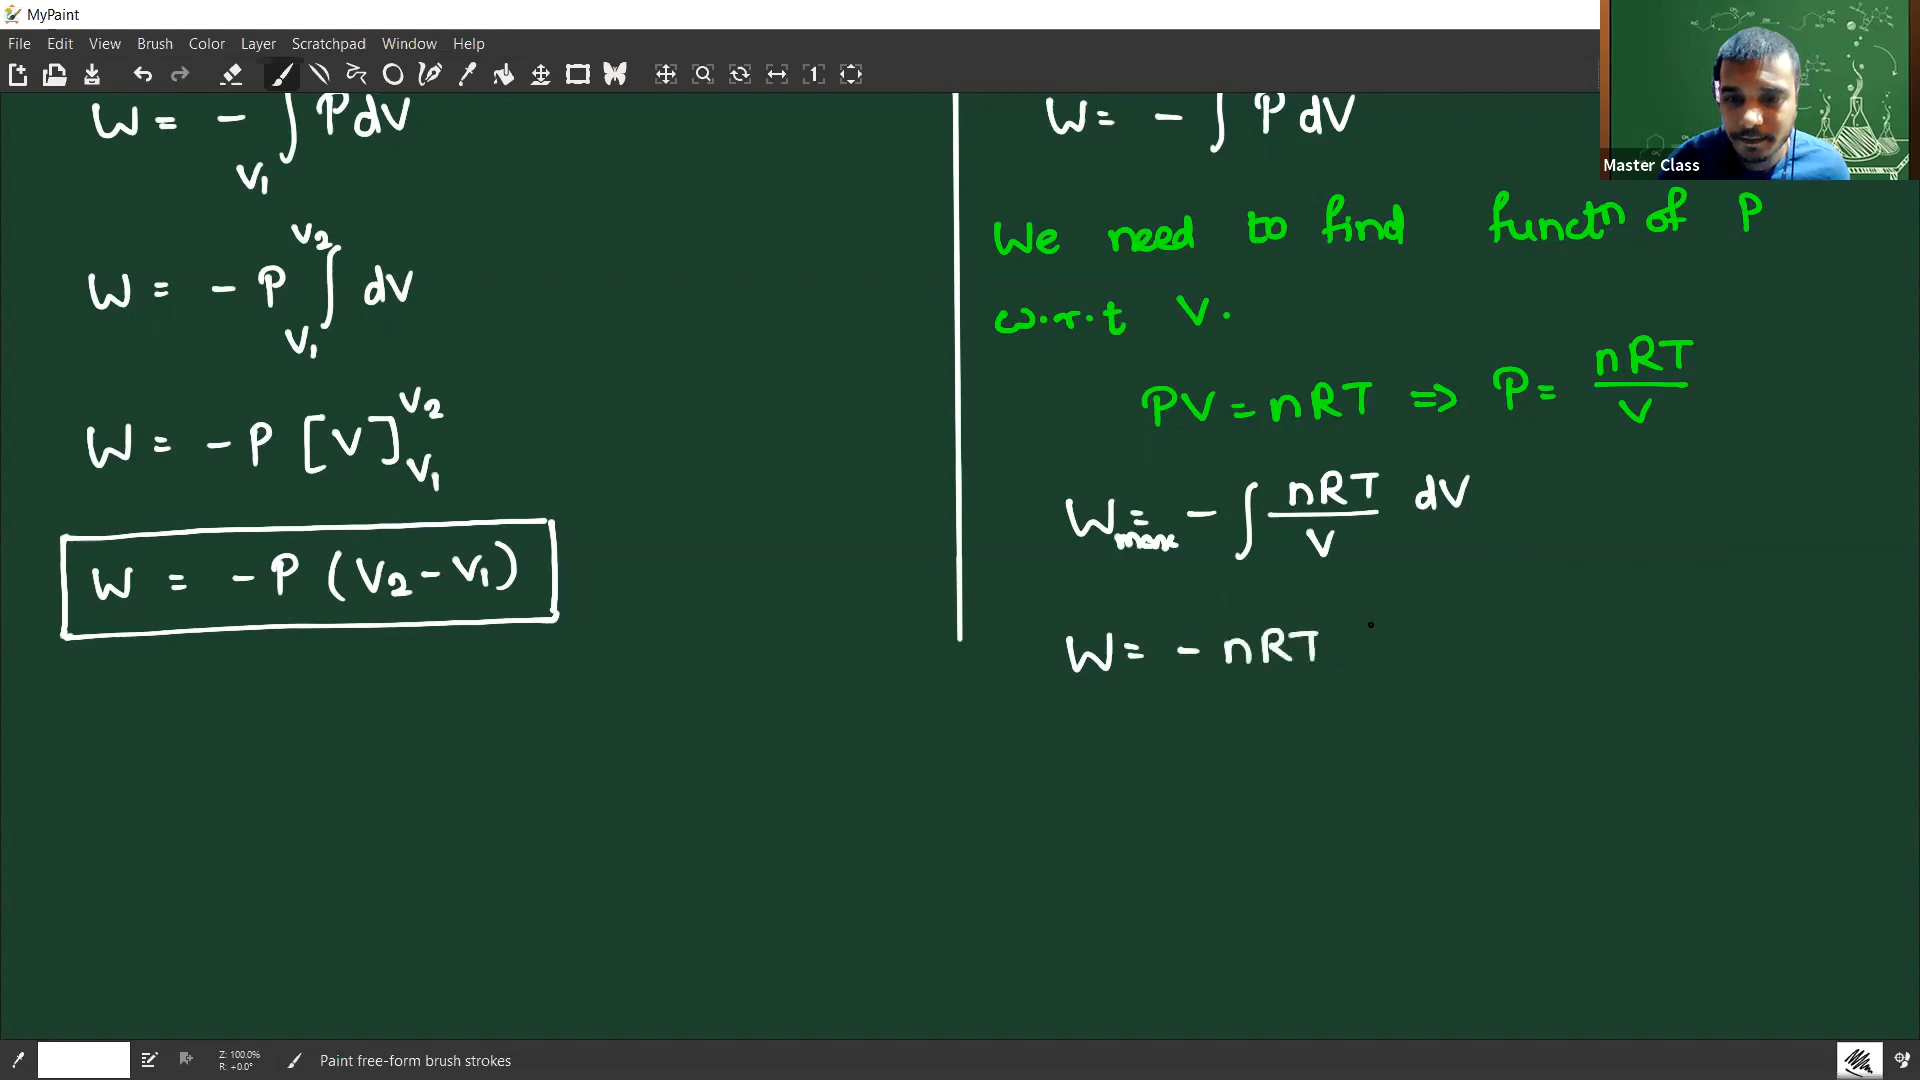 MyPaint
File Edit View Brush Color Layer Scratchpad Window Help
Master Class
W = - ∫ PdV
V₁
W = - P ∫ dV
V₂
V₁
W = -P [V]
V₂
V₁
W = -P (V₂ - V₁)
W = - ∫ P dV
We need to find functⁿ of P
w.r.t V.
PV = nRT => P = nRT/V
W max = - ∫ nRT/V dV
W = - nRT
Z: 100.0%
R: +0.0°
Paint free-form brush strokes
1